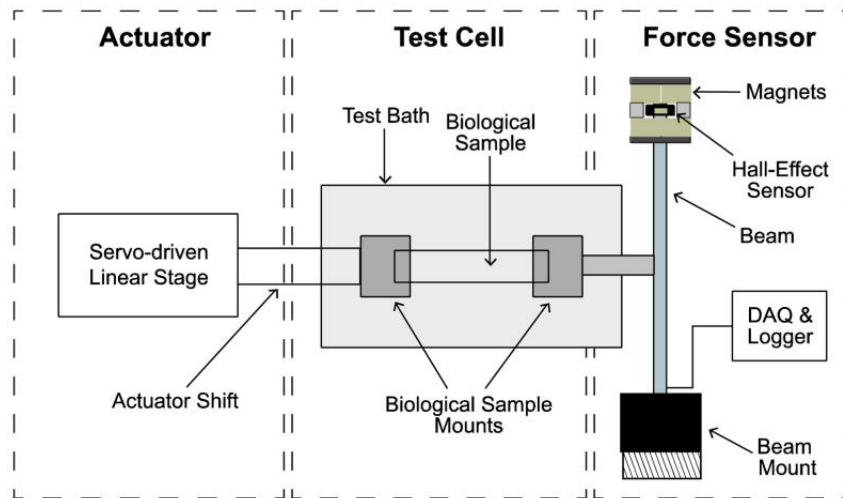 Actuator
Test Cell
Force Sensor
Magnets
Test Bath
Biological
Sample
Hall-Effect
Sensor
Beam
Servo-driven
Linear Stage
DAQ &
Logger
Actuator Shift
Biological Sample
Mounts
Beam
Mount